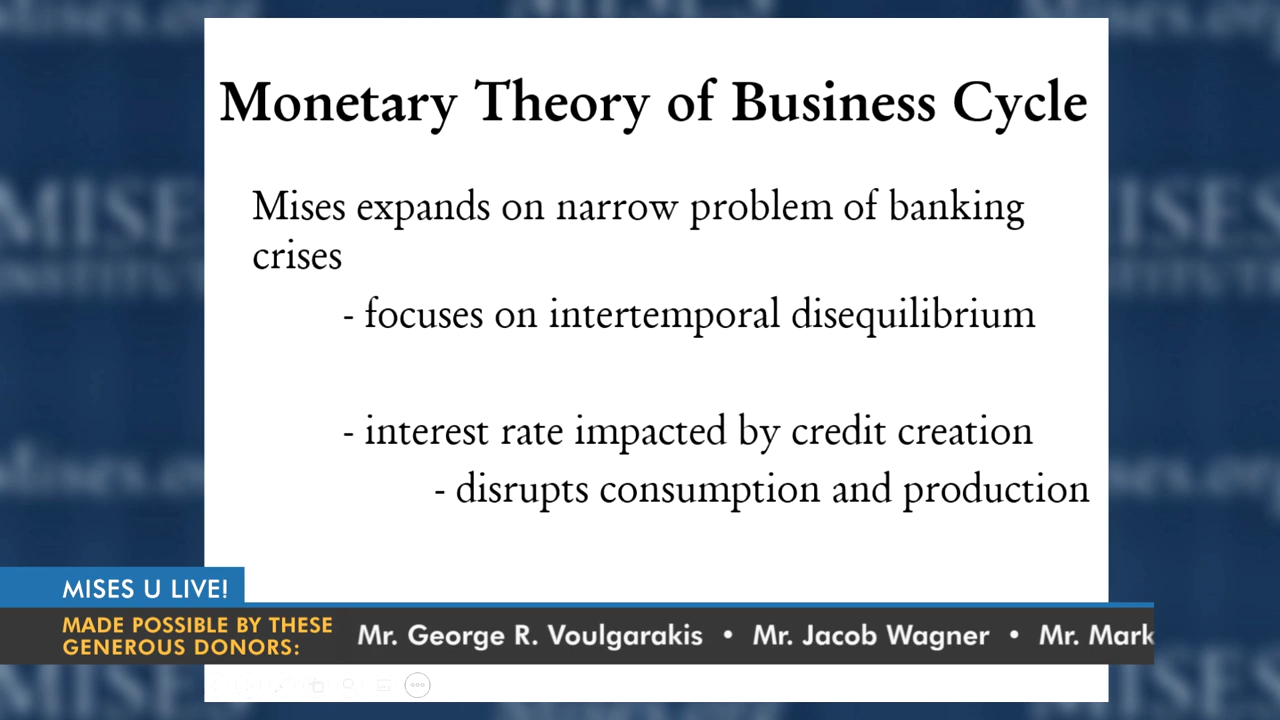 Monetary Theory of Business Cycle
Mises expands on narrow problem of banking
crises
- focuses on intertemporal disequilibrium
- interest rate impacted by credit creation
- disrupts consumption and production
MISES U LIVE!
MADE POSSIBLE BY THESE
GENEROUS DONORS:
Mr. George R. Voulgarakis • Mr. Jacob Wagner • Mr. Mark